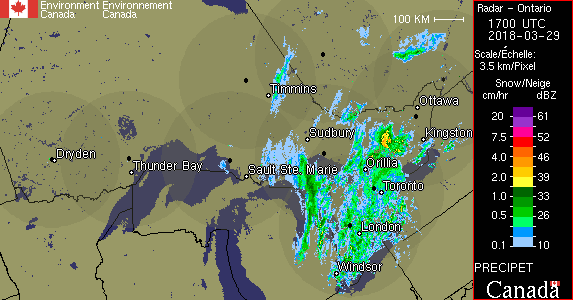 Environment Environnement
Canada Canada
100 KM
Timmins
Ottawa
Sudbury
Kingston
Dryden
Thunder Bay
Sault Ste. Marie
Orillia
Toronto
London
Windsor
Radar - Ontario
1700 UTC
2018-03-29
Scale/Échelle:
3.5 km/Pixel
Snow/Neige
cm/hr dBZ
20 61
7.5 57
5.5 52
4.0 46
2.0 39
1.0 33
0.5 26
0.1 10
PRECIPET
Canada